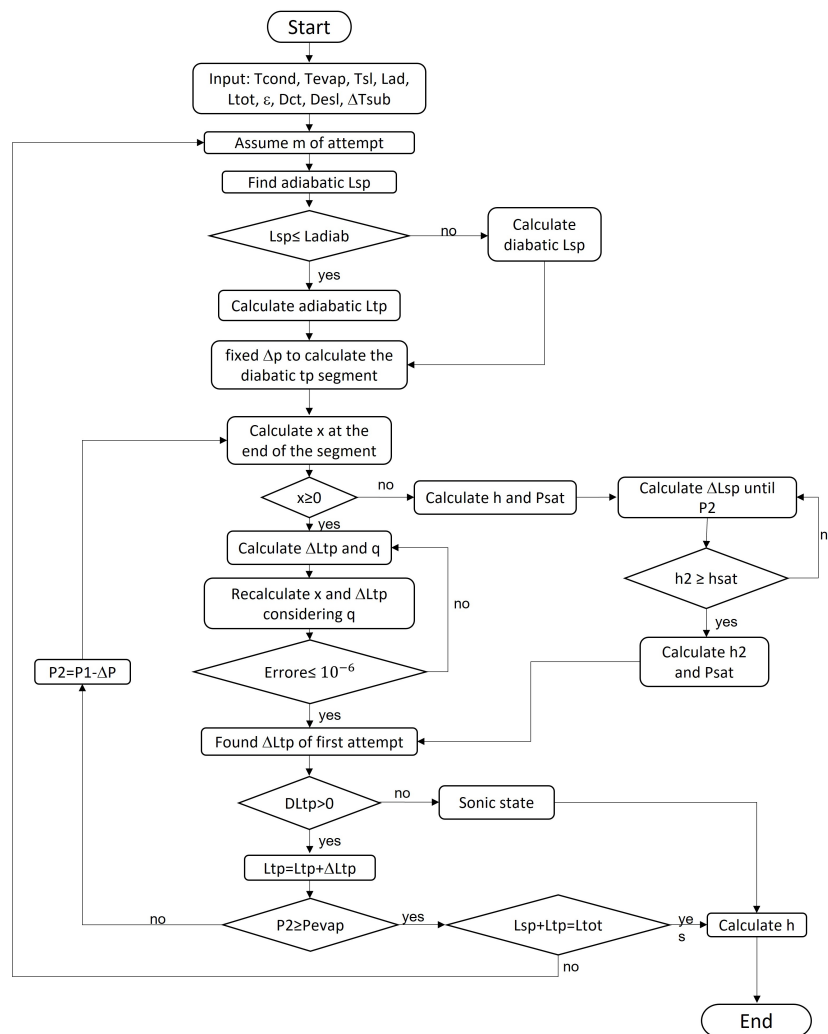 Start
Input: Tcond, Tevap, Tsl, Lad,
Ltot, ε, Dct, Desl, ΔTsub
Assume m of attempt
Find adiabatic Lsp
Lsp≤ Ladiab
no
Calculate
diabatic Lsp
yes
Calculate adiabatic Ltp
fixed Δp to calculate the
diabatic tp segment
Calculate x at the
end of the segment
x≥0
no
Calculate h and Psat
Calculate ΔLsp until
P2
n
yes
Calculate ΔLtp and q
h2 ≥ hsat
Recalculate x and ΔLtp
considering q
no
yes
Calculate h2
and Psat
P2=P1-ΔP
Errore≤ 10⁻⁶
yes
Found ΔLtp of first attempt
DLtp>0
no
Sonic state
yes
Ltp=Ltp+ΔLtp
no
P2≥Pevap
yes
Lsp+Ltp=Ltot
ye
s
Calculate h
no
End